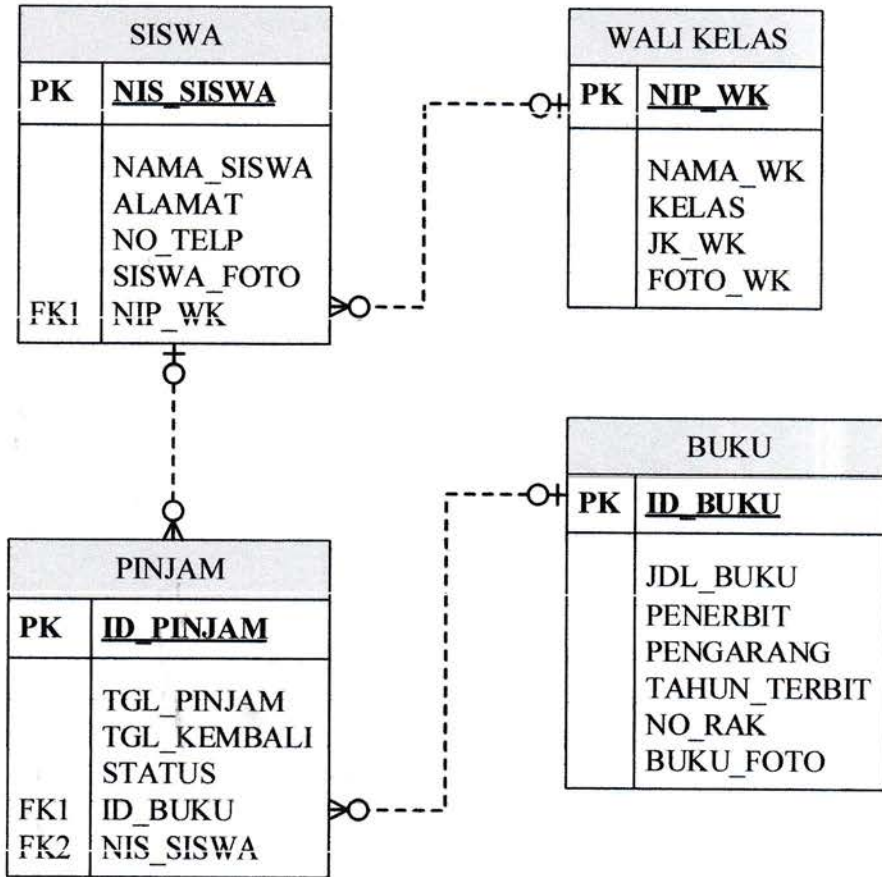 SISWA
PK NIS_SISWA
NAMA_SISWA
ALAMAT
NO_TELP
SISWA_FOTO
FK1 NIP_WK
WALI KELAS
PK NIP_WK
NAMA_WK
KELAS
JK_WK
FOTO_WK
PINJAM
PK ID_PINJAM
TGL_PINJAM
TGL_KEMBALI
STATUS
FK1 ID_BUKU
FK2 NIS_SISWA
BUKU
PK ID_BUKU
JDL_BUKU
PENERBIT
PENGARANG
TAHUN_TERBIT
NO_RAK
BUKU_FOTO